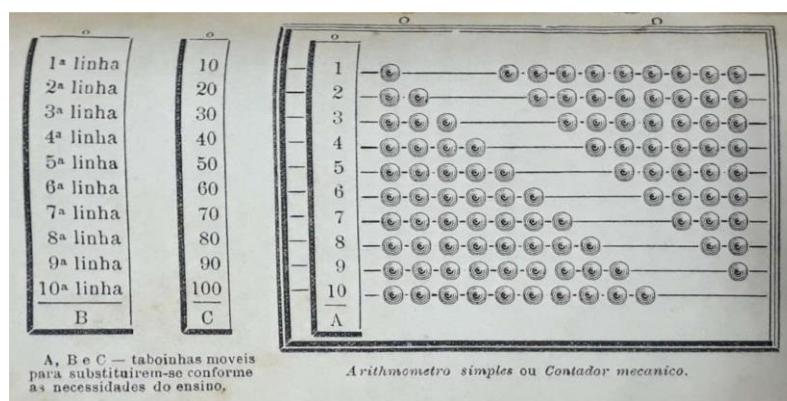 1ª linha
2ª linha
3ª linha
4ª linha
5ª linha
6ª linha
7ª linha
8ª linha
9ª linha
10ª linha
B
10
20
30
40
50
60
70
80
90
100
C
1
2
3
4
5
6
7
8
9
10
A
A, B e C — taboinhas moveis
para substituirem-se conforme
as necessidades do ensino.
Arithmometro simples ou Contador mecanico.